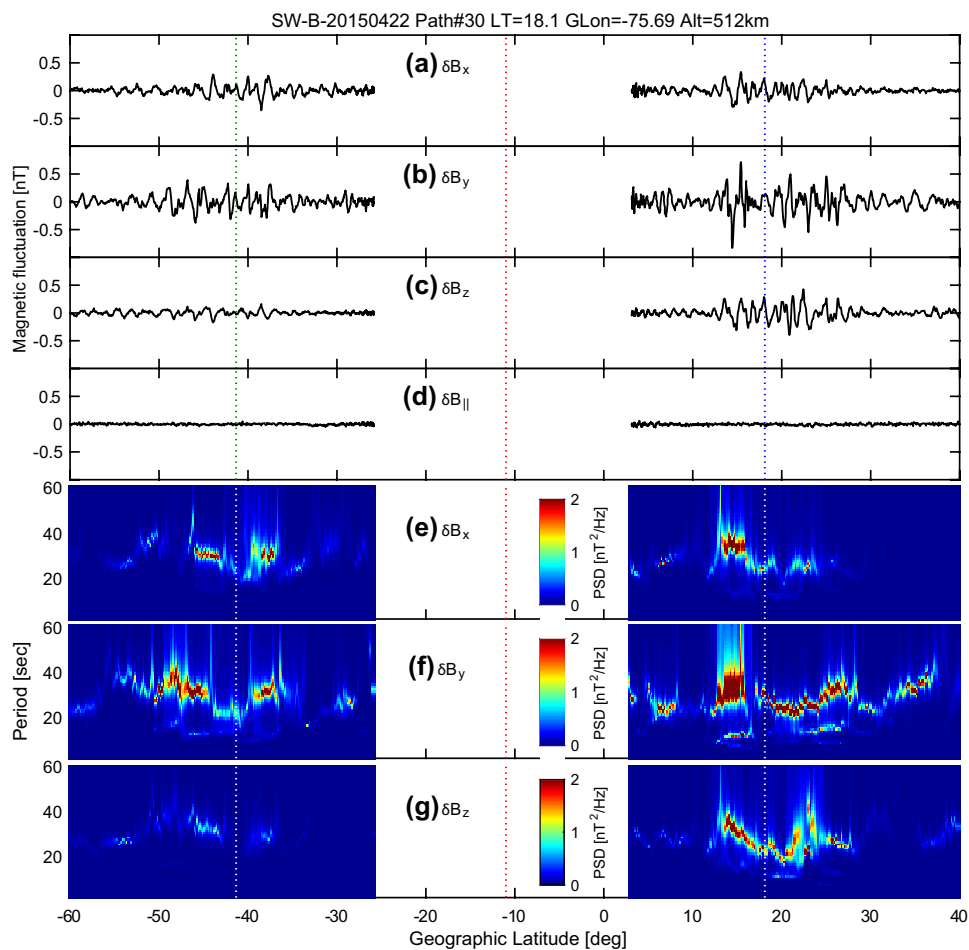 SW-B-20150422 Path#30 LT=18.1 GLon=-75.69 Alt=512km
0.5
0
-0.5
(a) δBx
0.5
0
-0.5
(b) δBy
0.5
0
-0.5
(c) δBz
0.5
0
-0.5
(d) δB||
Magnetic fluctuation [nT]
60
40
20
(e) δBx
2
1
0
PSD [nT²/Hz]
60
40
20
(f) δBy
2
1
0
PSD [nT²/Hz]
60
40
20
(g) δBz
2
1
0
PSD [nT²/Hz]
Period [sec]
-60 -50 -40 -30 -20 -10 0 10 20 30 40
Geographic Latitude [deg]